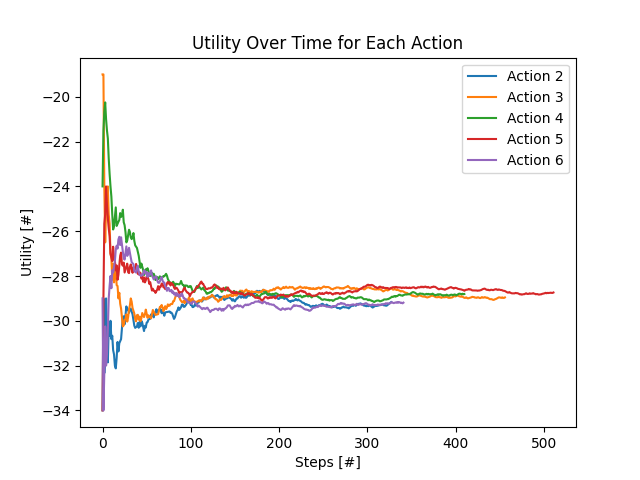 Utility Over Time for Each Action
Utility [#]
−20
−22
−24
−26
−28
−30
−32
−34
Action 2
Action 3
Action 4
Action 5
Action 6
0 100 200 300 400 500
Steps [#]